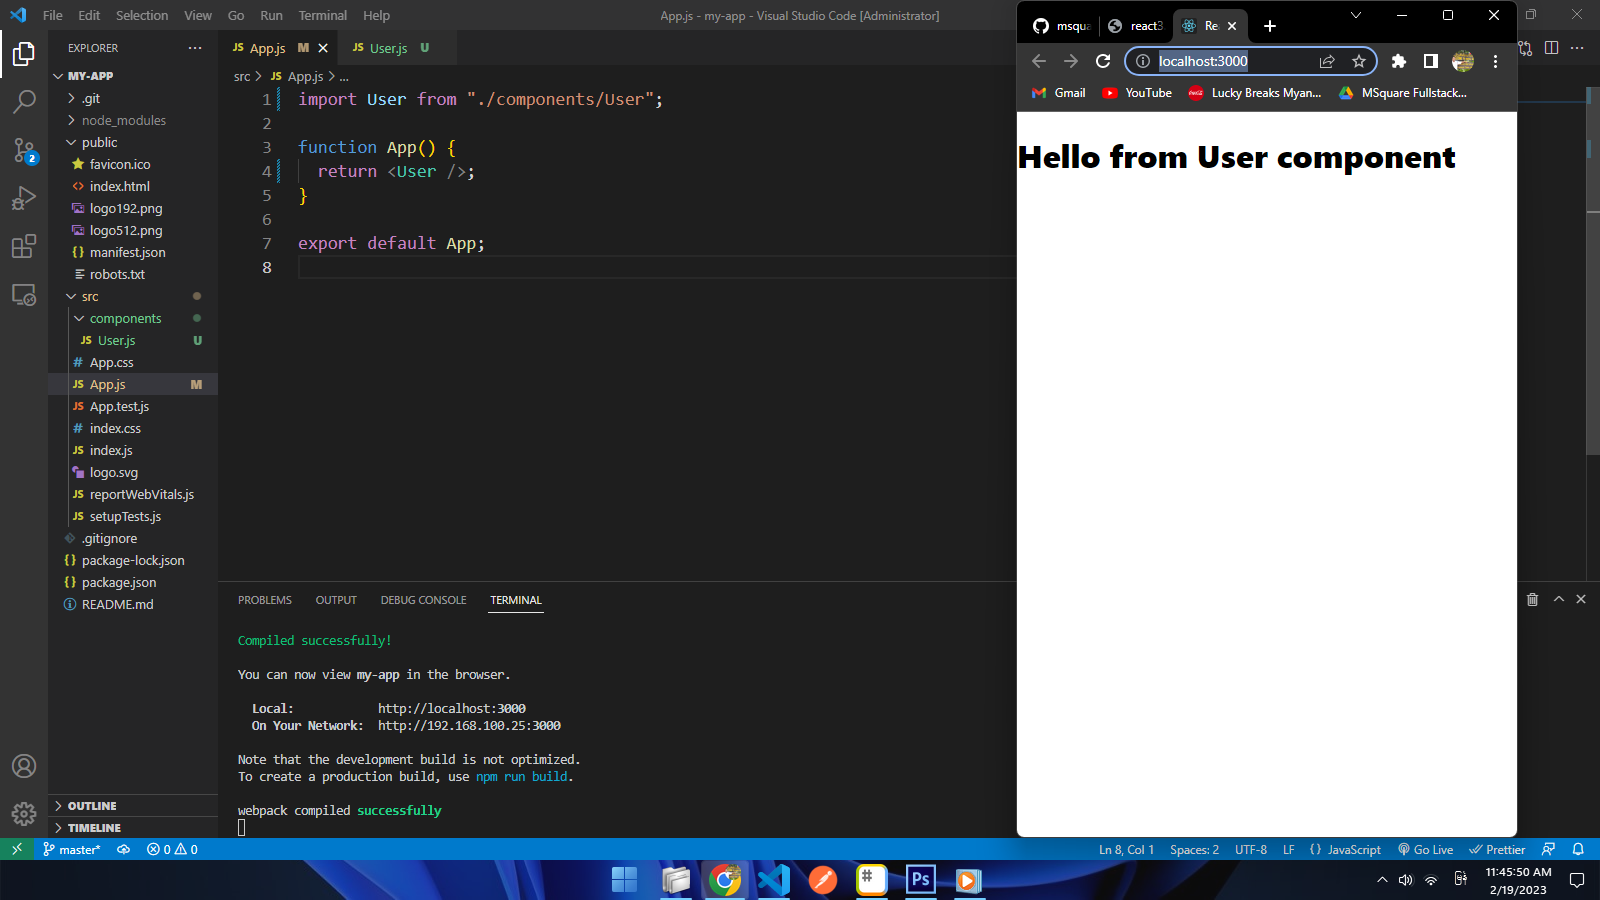 File Edit Selection View Go Run Terminal Help
App.js - my-app - Visual Studio Code [Administrator]
EXPLORER
MY-APP
.git
node_modules
public
favicon.ico
index.html
logo192.png
logo512.png
manifest.json
robots.txt
src
components
JS User.js U
# App.css
JS App.js M
JS App.test.js
# index.css
JS index.js
logo.svg
JS reportWebVitals.js
JS setupTests.js
.gitignore
{} package-lock.json
{} package.json
README.md
OUTLINE
TIMELINE
JS App.js M JS User.js U
src > JS App.js > ...
1 import User from "./components/User";
2
3 function App() {
4 return <User />;
5 }
6
7 export default App;
8
PROBLEMS OUTPUT DEBUG CONSOLE TERMINAL
Compiled successfully!
You can now view my-app in the browser.
Local: http://localhost:3000
On Your Network: http://192.168.100.25:3000
Note that the development build is not optimized.
To create a production build, use npm run build.
webpack compiled successfully
msqua react3 Re
localhost:3000
Gmail YouTube Lucky Breaks Myan... MSquare Fullstack...
Hello from User component
master* 0 0
Ln 8, Col 1 Spaces: 2 UTF-8 LF {} JavaScript Go Live Prettier
# Ps
11:45:50 AM
2/19/2023